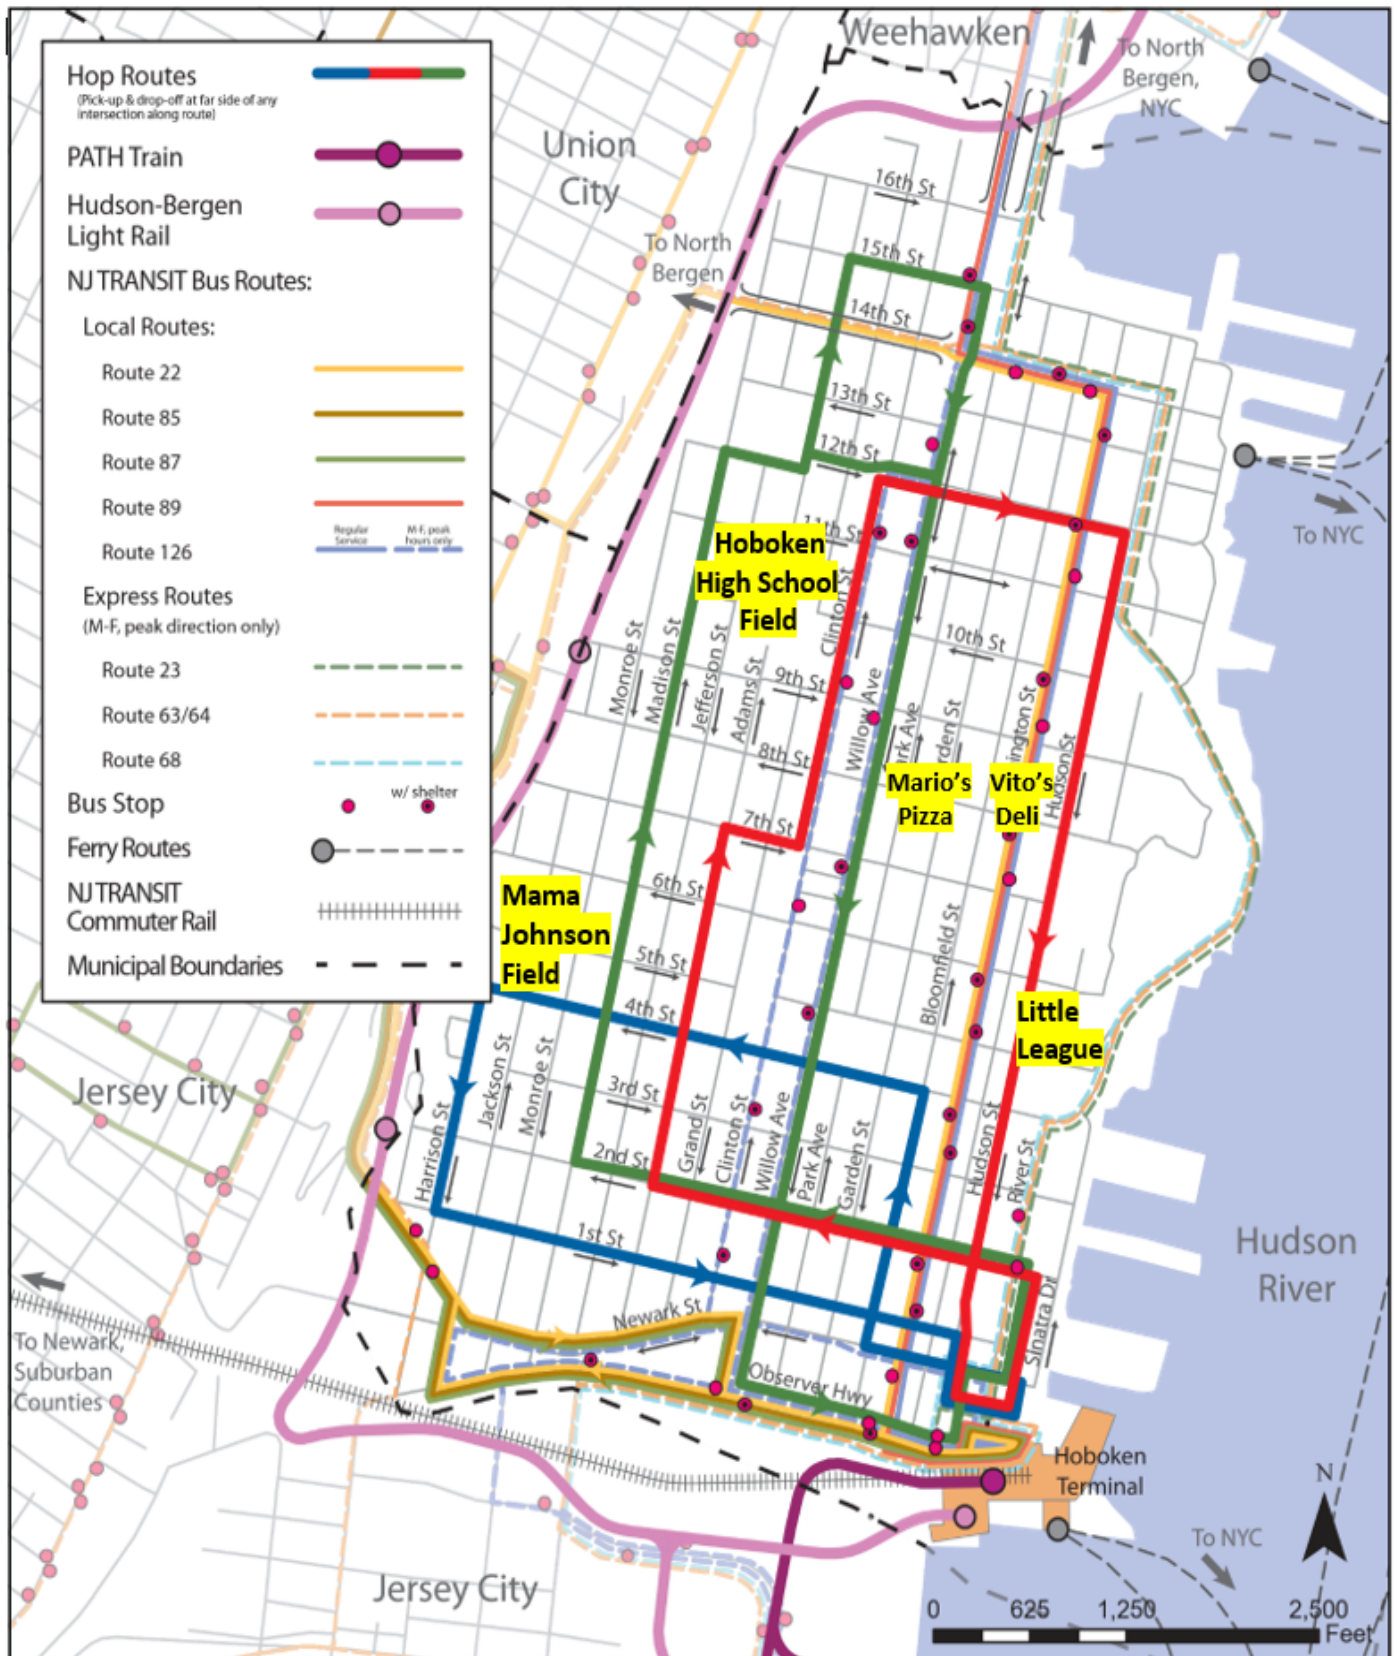 Hop Routes
(Pick-up & drop-off at far side of any
intersection along route)
PATH Train
Hudson-Bergen
Light Rail
NJ TRANSIT Bus Routes:
Local Routes:
Route 22
Route 85
Route 87
Route 89
Regular
Service
M-F, peak
hours only
Route 126
Express Routes
(M-F, peak direction only)
Route 23
Route 63/64
Route 68
Bus Stop
w/ shelter
Ferry Routes
NJ TRANSIT
Commuter Rail
Municipal Boundaries
Weehawken
To North
Bergen,
NYC
Union
City
16th St
To North
Bergen
15th St
14th St
13th St
12th St
To NYC
11th St
Hoboken
High School
Field
Clinton St
10th St
Monroe St
Madison St
Jefferson St
Adams St
9th St
Willow Ave
8th St
Hudson St
Mario's
Pizza
Vito's
Deli
7th St
6th St
Mama
Johnson
Field
5th St
Bloomfield St
4th St
Little
League
Jersey City
Jackson St
Monroe St
3rd St
Harrison St
Grand St
Clinton St
Willow Ave
Park Ave
Garden St
Hudson St
River St
2nd St
1st St
Hudson
River
Newark St
Sinatra Dr
To Newark,
Suburban
Counties
Observer Hwy
Hoboken
Terminal
N
To NYC
Jersey City
0 625 1,250 2,500
Feet